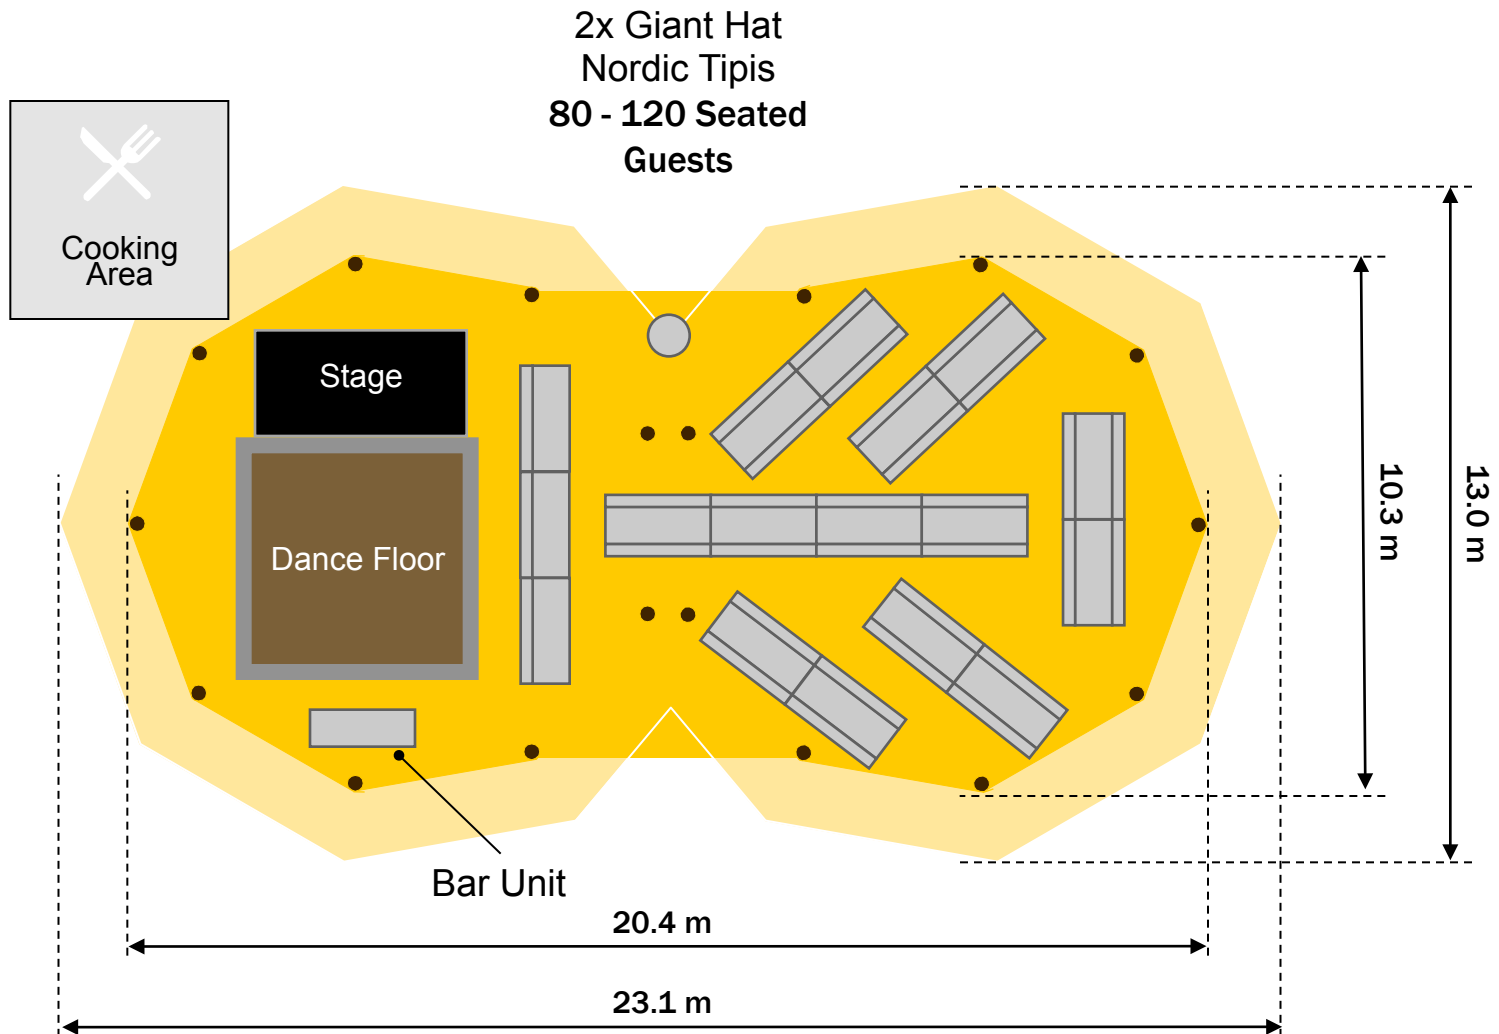 2x Giant Hat
Nordic Tipis
80 - 120 Seated
Guests
Cooking
Area
Stage
Dance Floor
10.3 m
13.0 m
Bar Unit
20.4 m
23.1 m